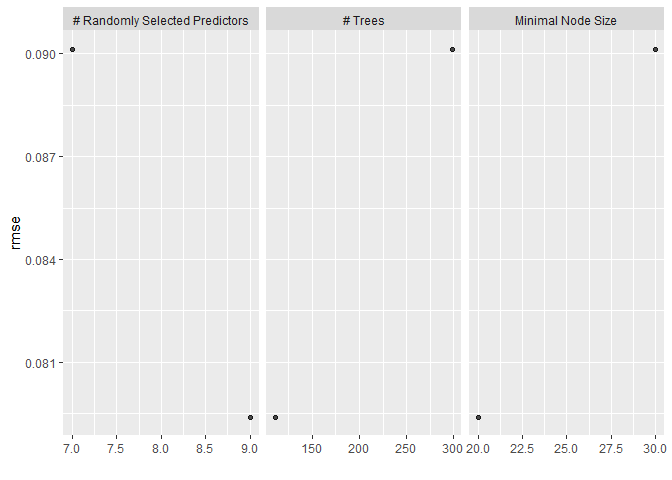 # Randomly Selected Predictors
# Trees
Minimal Node Size
rmse
0.090
0.087
0.084
0.081
7.0 7.5 8.0 8.5 9.0
150 200 250 300
20.0 22.5 25.0 27.5 30.0